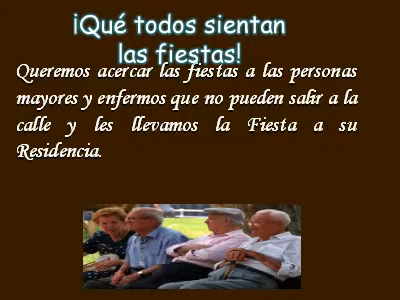 ¡Qué todos sientan
las fiestas!
Queremos acercar las fiestas a las personas
mayores y enfermos que no pueden salir a la
calle y les llevamos la Fiesta a su
Residencia.